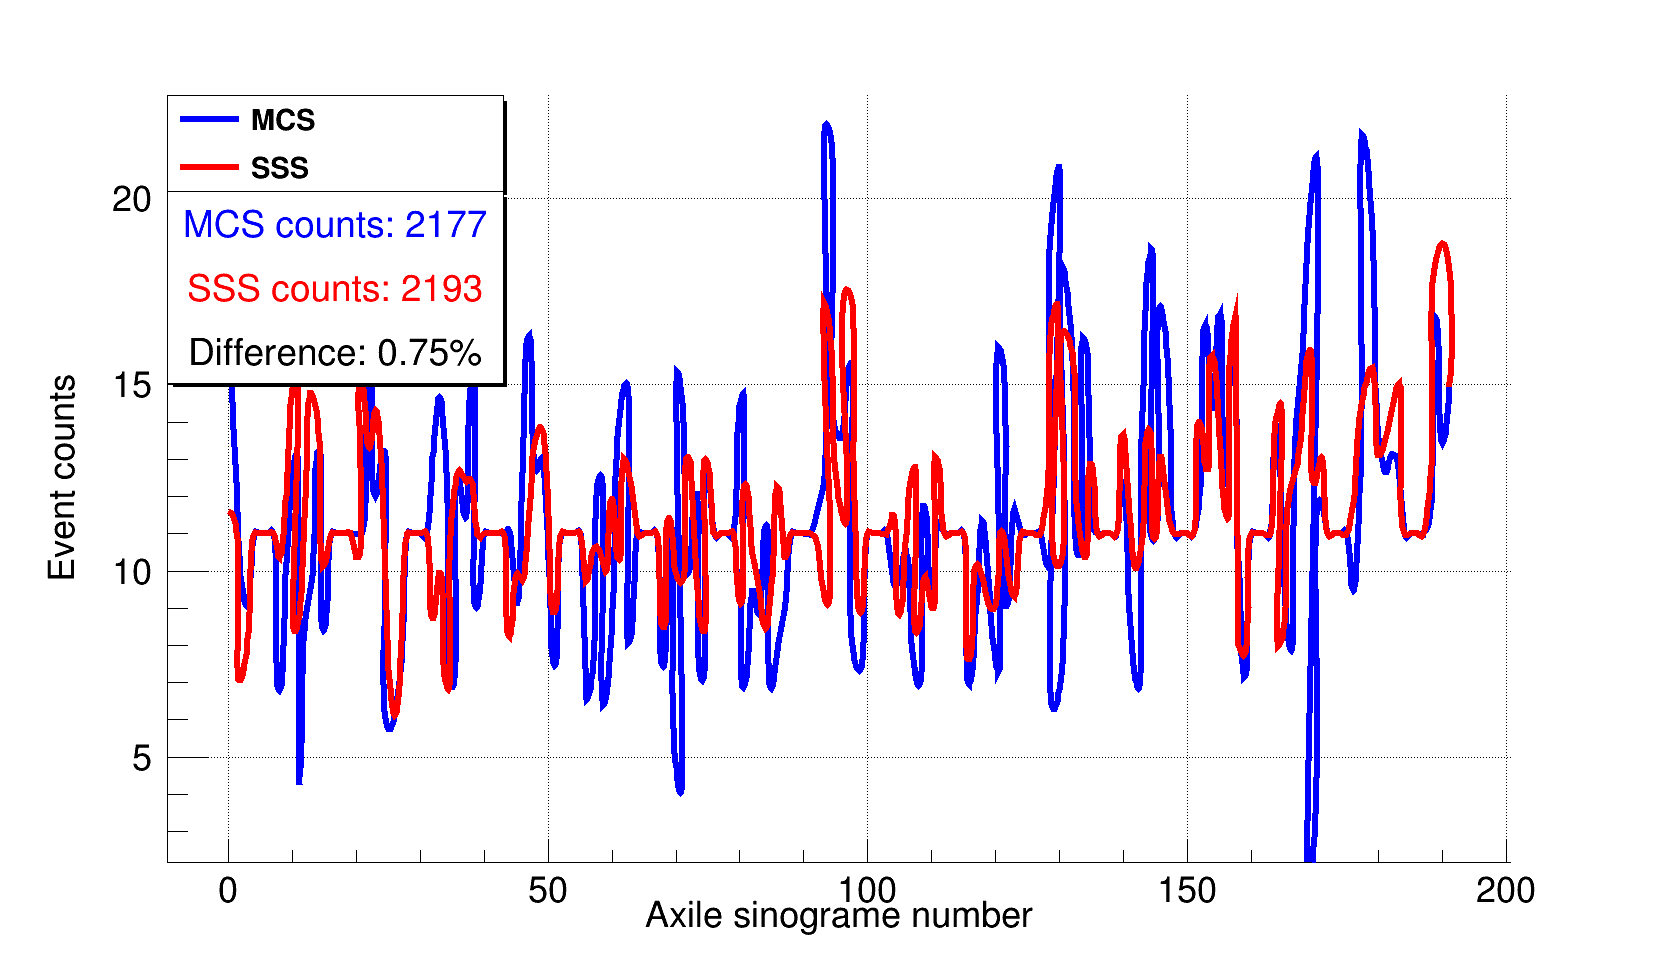 MCS
SSS
MCS counts: 2177
SSS counts: 2193
Difference: 0.75%
20
15
10
5
Event counts
0 50 100 150 200
Axile sinograme number